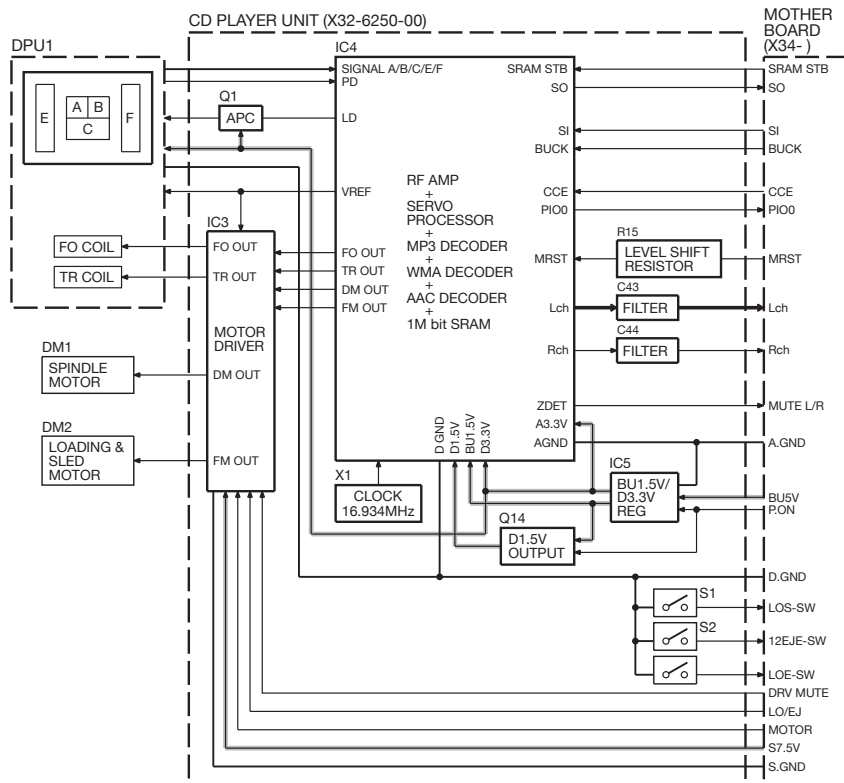 CD PLAYER UNIT (X32-6250-00)
MOTHER
BOARD
(X34- )
DPU1
IC4
SIGNAL A/B/C/E/F
PD
SRAM STB
SRAM STB
SO
SO
Q1
APC
LD
E
A
B
C
F
SI
SI
BUCK
BUCK
VREF
CCE
CCE
PIO0
PIO0
RF AMP
+
SERVO
PROCESSOR
+
MP3 DECODER
+
WMA DECODER
+
AAC DECODER
+
1M bit SRAM
IC3
FO COIL
FO OUT
FO OUT
TR COIL
TR OUT
TR OUT
DM OUT
FM OUT
R15
MRST
LEVEL SHIFT
RESISTOR
MRST
C43
Lch
FILTER
Lch
C44
Rch
FILTER
Rch
MOTOR
DRIVER
DM1
SPINDLE
MOTOR
DM OUT
DM2
LOADING &
SLED
MOTOR
FM OUT
ZDET
MUTE L/R
A3.3V
AGND
A.GND
D GND
D1.5V
BU1.5V
D3.3V
X1
CLOCK
16.934MHz
IC5
BU1.5V/
D3.3V
REG
BU5V
P.ON
Q14
D1.5V
OUTPUT
D.GND
S1
LOS-SW
S2
12EJE-SW
LOE-SW
DRV MUTE
LO/EJ
MOTOR
S7.5V
S.GND